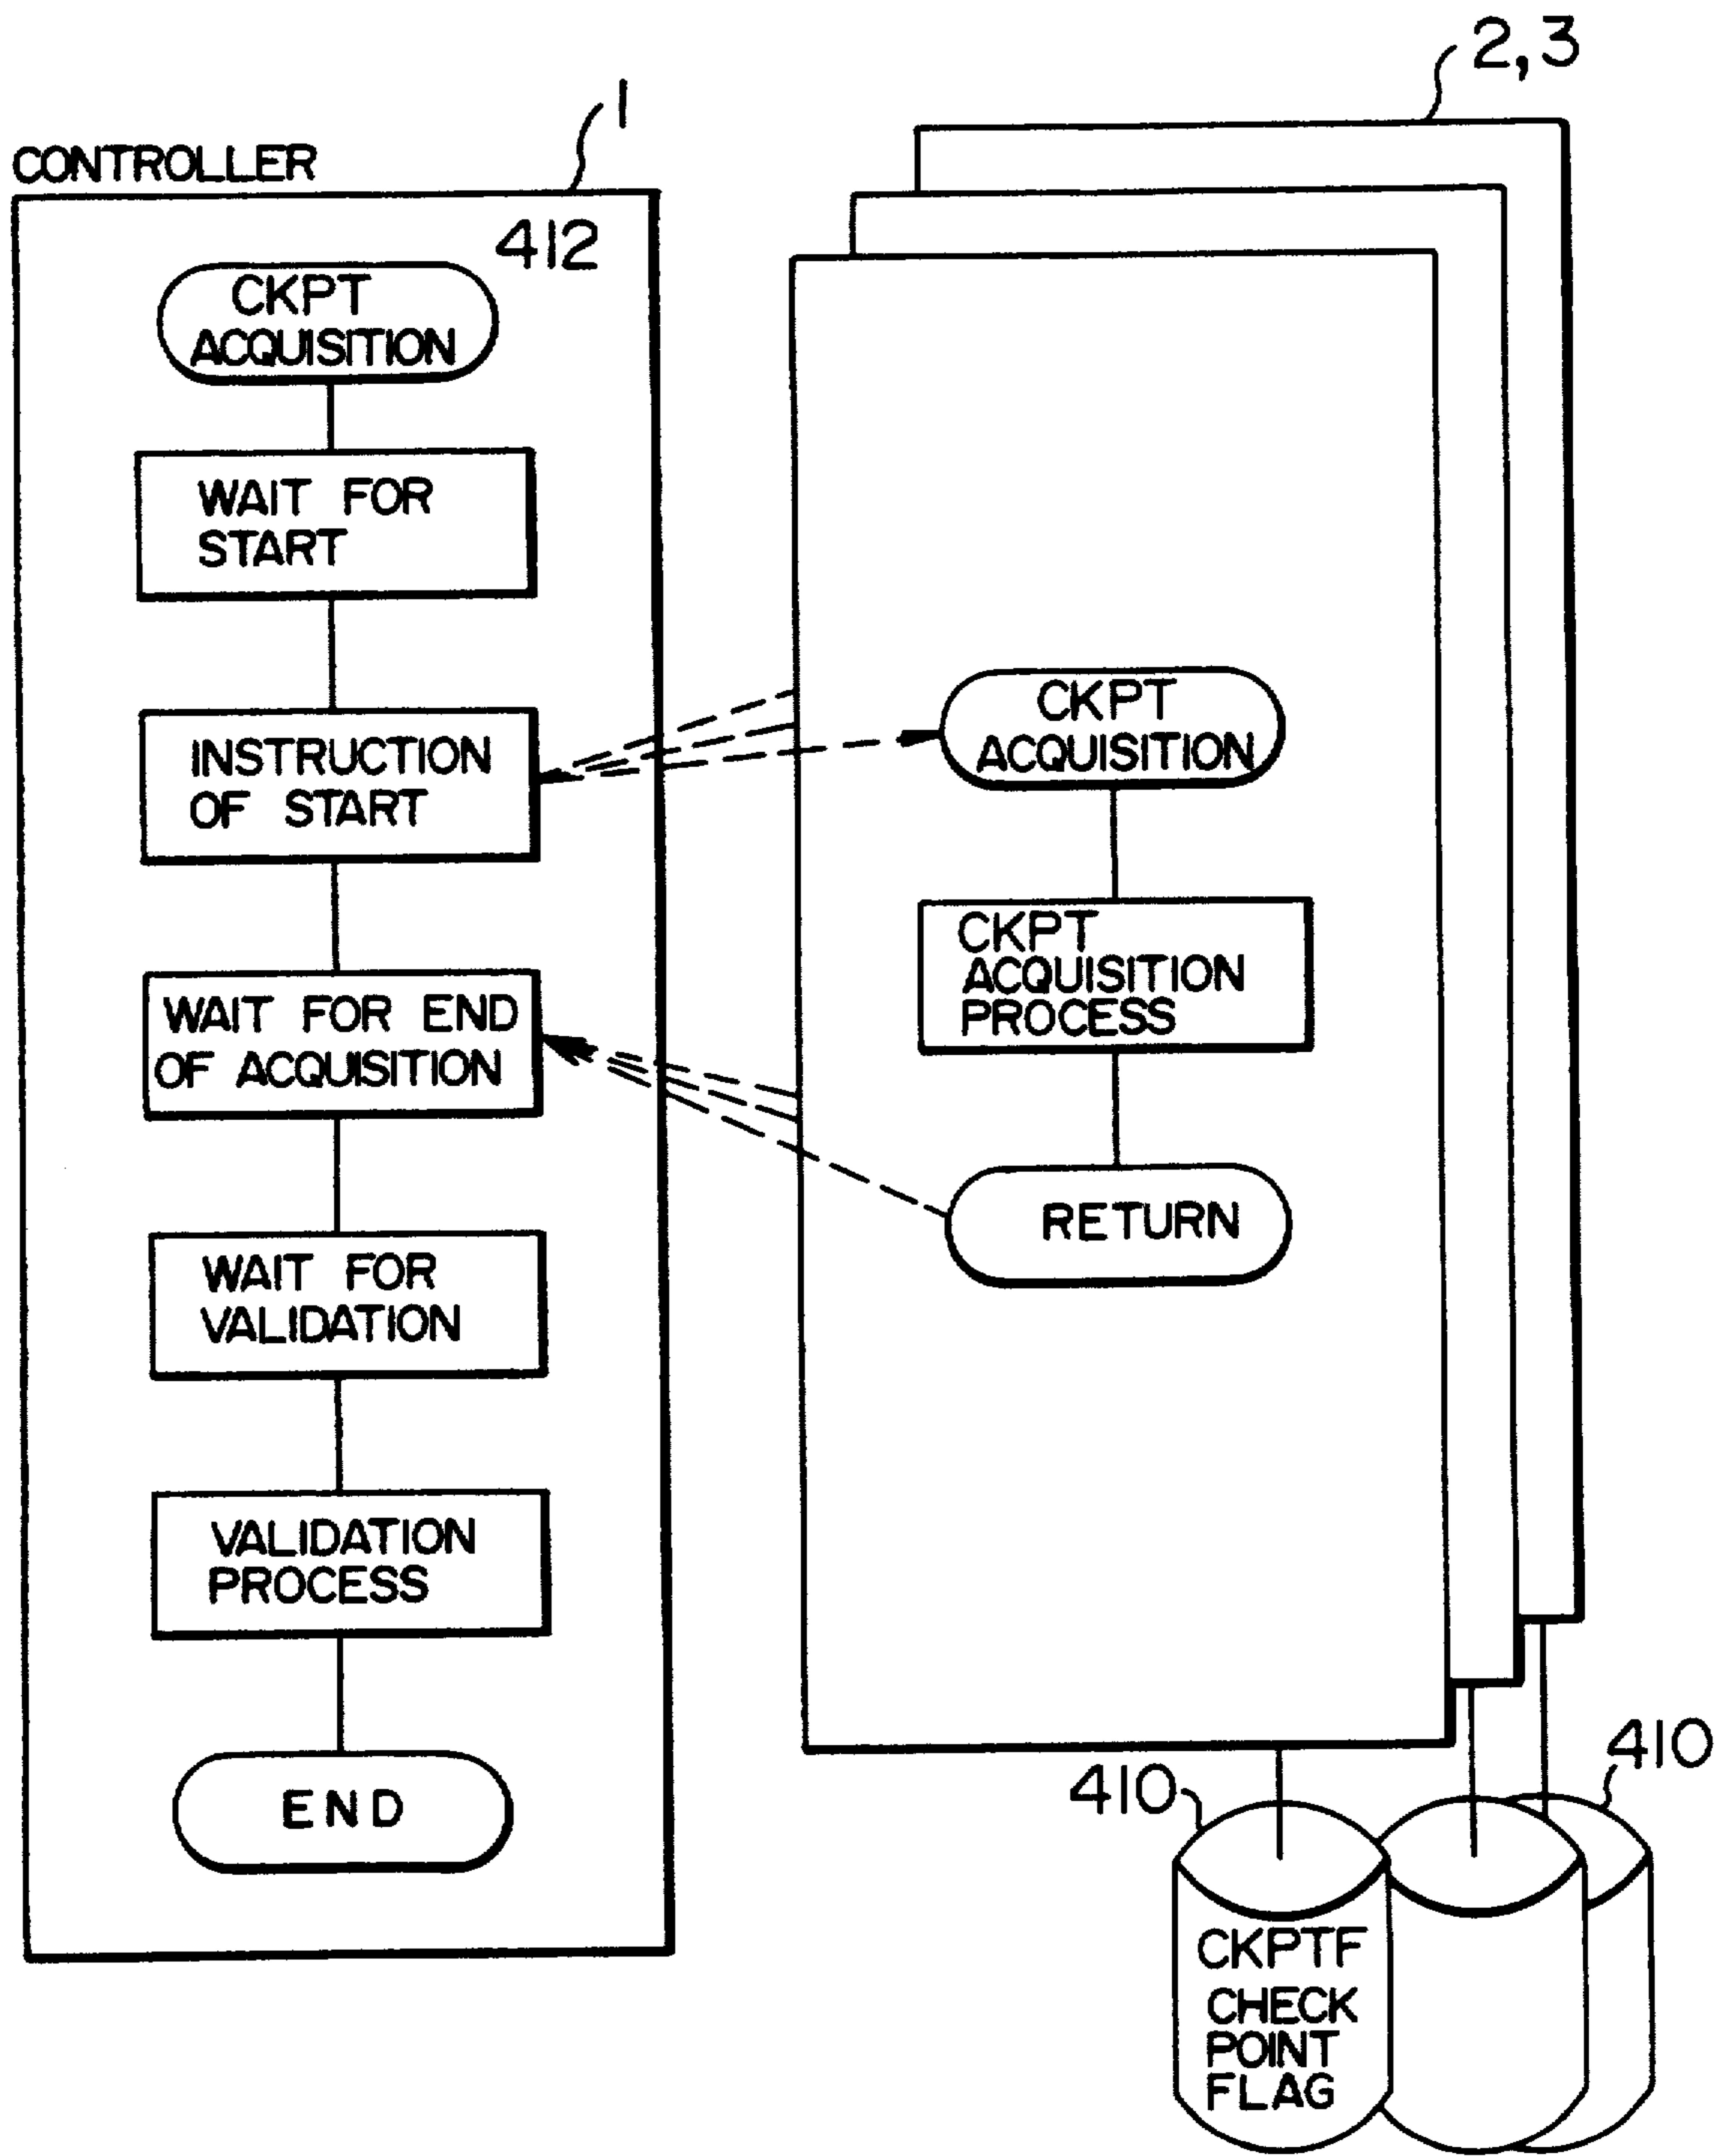 2,3
1
CONTROLLER
412
CKPT
ACQUISITION
WAIT FOR
START
INSTRUCTION
OF START
WAIT FOR END
OF ACQUISITION
WAIT FOR
VALIDATION
VALIDATION
PROCESS
END
CKPT
ACQUISITION
CKPT
ACQUISITION
PROCESS
RETURN
410
410
CKPTF
CHECK
POINT
FLAG